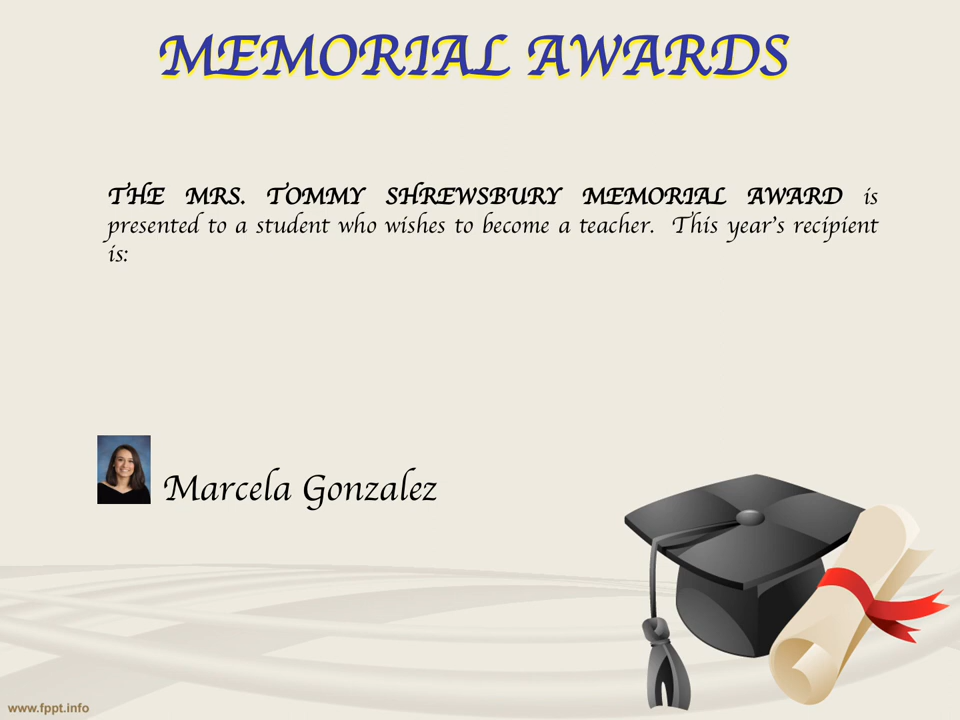 MEMORIAL AWARDS
THE MRS. TOMMY SHREWSBURY MEMORIAL AWARD is
presented to a student who wishes to become a teacher.  This year's recipient
is:
Marcela Gonzalez
www.fppt.info